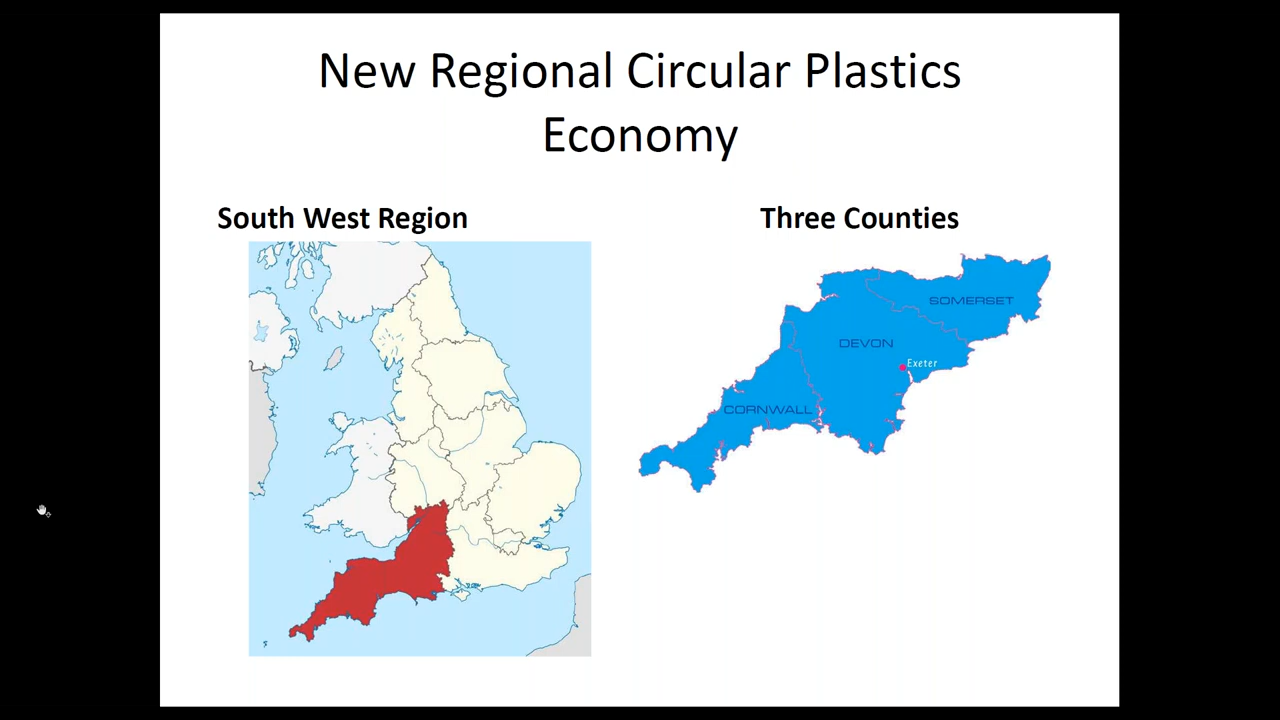 New Regional Circular Plastics
Economy
South West Region
Three Counties
SOMERSET
DEVON
Exeter
CORNWALL